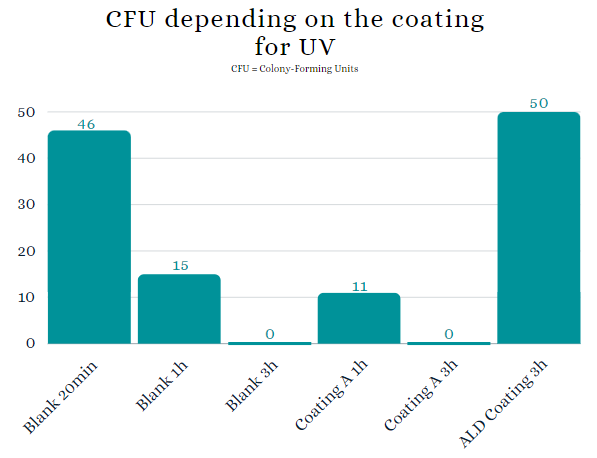 CFU depending on the coating
for UV
CFU = Colony-Forming Units
50
40
30
20
10
0
46
15
0
11
0
50
Blank 20min
Blank 1h
Blank 3h
Coating A 1h
Coating A 3h
ALD Coating 3h